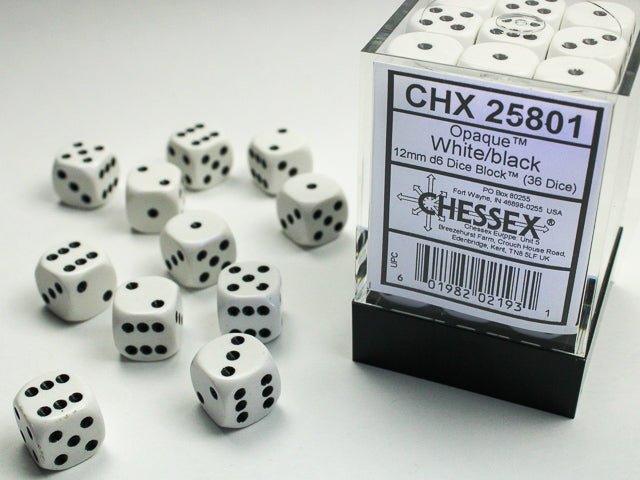 CHX 25801
Opaque™
White/black
12mm d6 Dice Block™ (36 Dice)
PO Box 80255
Fort Wayne, IN 46898-0255 USA
CHESSEX®
Chessex Europe: Unit 5
Breezehurst Farm, Crouch House Road,
Edenbridge, Kent, TN8 5LF UK
UPC
6 01982 02193 1